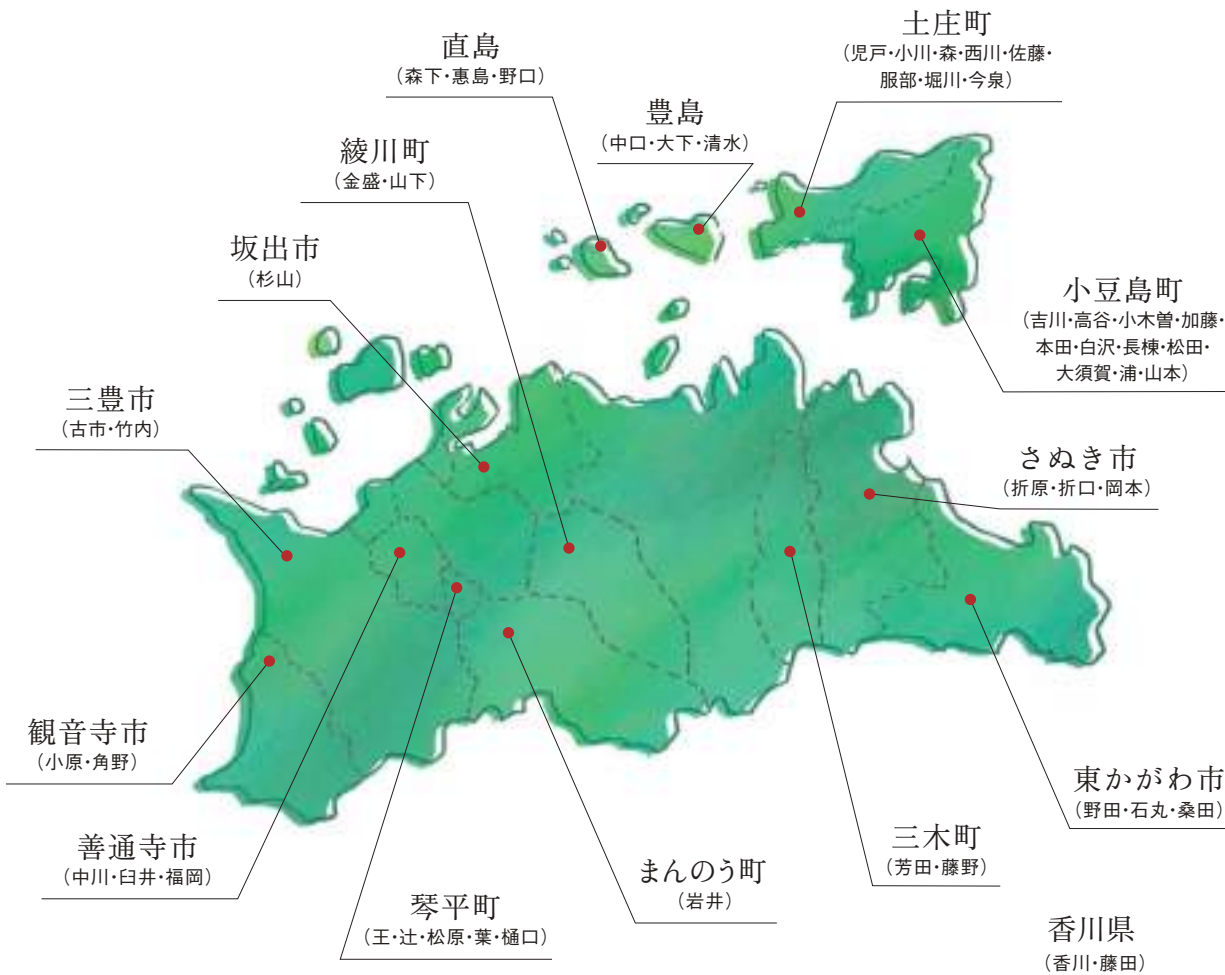 土庄町
(児戸・小川・森・西川・佐藤・
服部・堀川・今泉)
直島
(森下・惠島・野口)
豊島
(中口・大下・清水)
綾川町
(金盛・山下)
坂出市
(杉山)
小豆島町
(吉川・高谷・小木曽・加藤・
本田・白沢・長棟・松田・
大須賀・浦・山本)
三豊市
(古市・竹内)
さぬき市
(折原・折口・岡本)
観音寺市
(小原・角野)
東かがわ市
(野田・石丸・桑田)
善通寺市
(中川・臼井・福岡)
三木町
(芳田・藤野)
まんのう町
(岩井)
琴平町
(王・辻・松原・葉・樋口)
香川県
(香川・藤田)